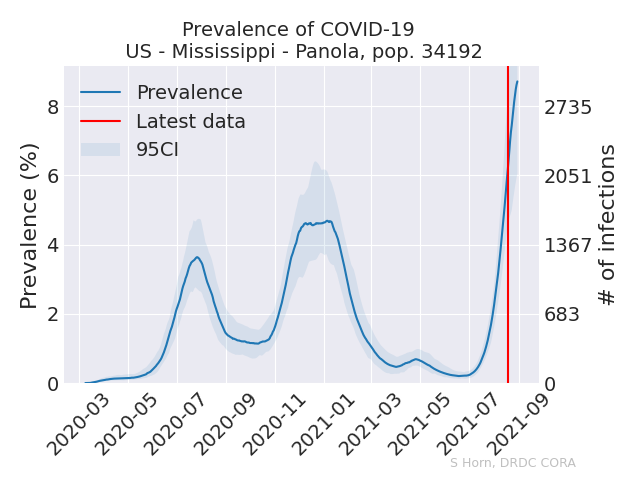 Prevalence of COVID-19
US - Mississippi - Panola, pop. 34192
Prevalence
Latest data
95CI
Prevalence (%)
8
6
4
2
0
2735
2051
1367
683
0
# of infections
2020-03
2020-05
2020-07
2020-09
2020-11
2021-01
2021-03
2021-05
2021-07
2021-09
S Horn, DRDC CORA